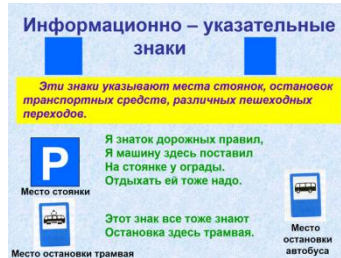 Информационно – указательные
знаки
Эти знаки указывают места стоянок, остановок
транспортных средств, различных пешеходных
переходов.
P
Место стоянки
Я знаток дорожных правил,
Я машину здесь поставил
На стоянке у ограды.
Отдыхать ей тоже надо.
Этот знак все тоже знают
Остановка здесь трамвая.
Место остановки трамвая
Место
остановки
автобуса